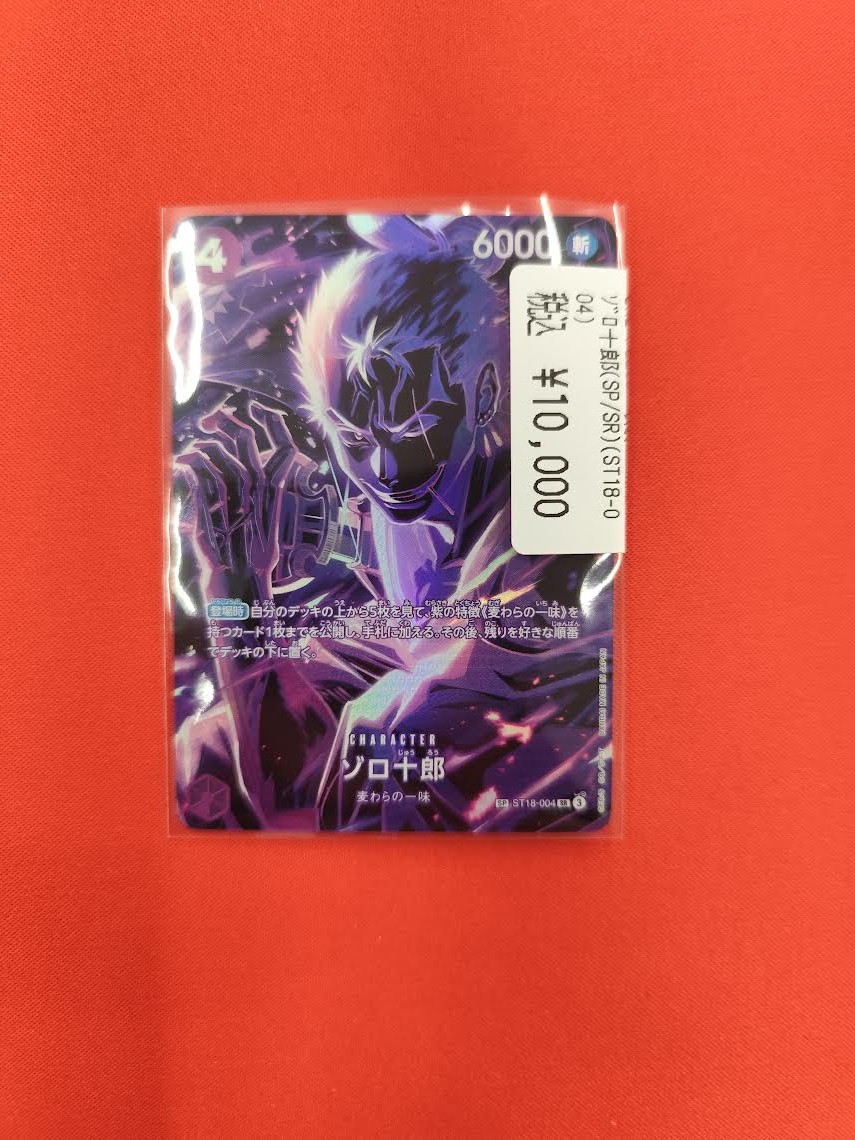 4
6000 斬
ゾロ十郎(SP/SR)(ST18-0
04)
税込 ¥10,000
登場時 自分のデッキの上から5枚を見て、紫の特徴《麦わらの一味》を
持つカード1枚までを公開し、手札に加える。その後、残りを好きな順番
でデッキの下に置く。
CHARACTER
じゅう ろう
ゾロ十郎
麦わらの一味
SP ST18-004 SR 3